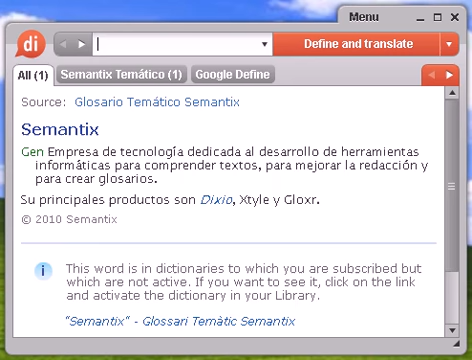 Menu
di
Define and translate
All (1)
Semantix Temático (1)
Google Define
Source: Glosario Temático Semantix
Semantix
Gen Empresa de tecnología dedicada al desarrollo de herramientas
informáticas para comprender textos, para mejorar la redacción y
para crear glosarios.
Su principales productos son Dixio, Xtyle y Gloxr.
© 2010 Semantix
i
This word is in dictionaries to which you are subscribed but
which are not active. If you want to see it, click on the link
and activate the dictionary in your Library.
"Semantix" - Glossari Temàtic Semantix